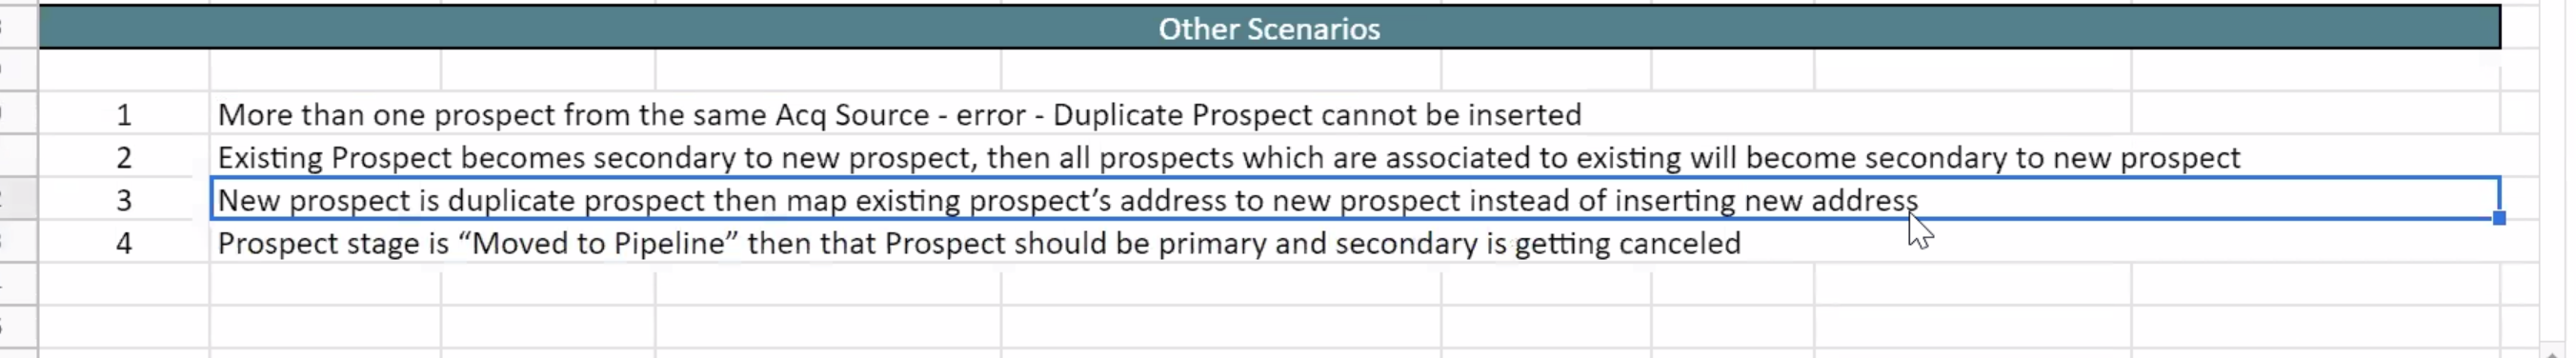 Other Scenarios
1 More than one prospect from the same Acq Source - error - Duplicate Prospect cannot be inserted
2 Existing Prospect becomes secondary to new prospect, then all prospects which are associated to existing will become secondary to new prospect
3 New prospect is duplicate prospect then map existing prospect’s address to new prospect instead of inserting new address
4 Prospect stage is “Moved to Pipeline” then that Prospect should be primary and secondary is getting canceled